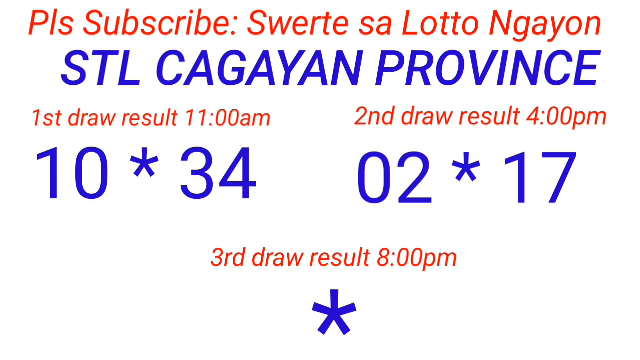 Pls Subscribe: Swerte sa Lotto Ngayon
STL CAGAYAN PROVINCE
1st draw result 11:00am
10 * 34
2nd draw result 4:00pm
02 * 17
3rd draw result 8:00pm
*